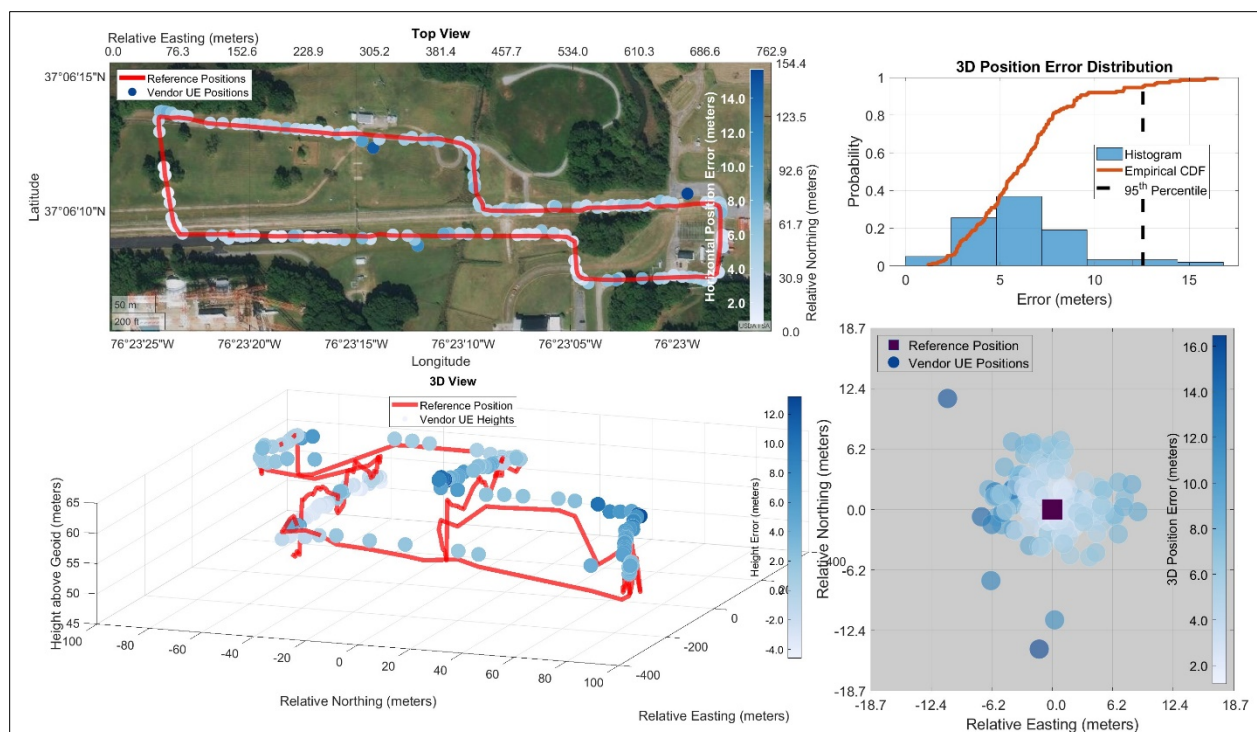 Relative Easting (meters)
Top View
0.0 76.3 152.6 228.9 305.2 381.4 457.7 534.0 610.3 686.6 762.9
37°06'15"N
37°06'10"N
Latitude
Reference Positions
Vendor UE Positions
50 m
200 ft
76°23'25"W 76°23'20"W 76°23'15"W 76°23'10"W 76°23'05"W 76°23'W
Longitude
Horizontal Position Error (meters)
14.0
12.0
10.0
8.0
6.0
4.0
2.0
154.4
123.5
92.6
61.7
30.9
0.0
Relative Northing (meters)
3D Position Error Distribution
Probability
1
0.8
0.6
0.4
0.2
0
Histogram
Empirical CDF
95th Percentile
0 5 10 15
Error (meters)
3D View
Reference Position
Vendor UE Heights
Height above Geoid (meters)
65
60
55
50
45
100 -80 -60 -40 -20 0 20 40 60 80 100
Relative Northing (meters)
-400
-200
0
400
Relative Easting (meters)
Height Error (meters)
12.0
10.0
8.0
6.0
4.0
2.0
0.0
-2.0
-4.0
Reference Position
Vendor UE Positions
Relative Northing (meters)
18.7
12.4
6.2
0.0
-6.2
-12.4
-18.7
-18.7 -12.4 -6.2 0.0 6.2 12.4 18.7
Relative Easting (meters)
3D Position Error (meters)
16.0
14.0
12.0
10.0
8.0
6.0
4.0
2.0